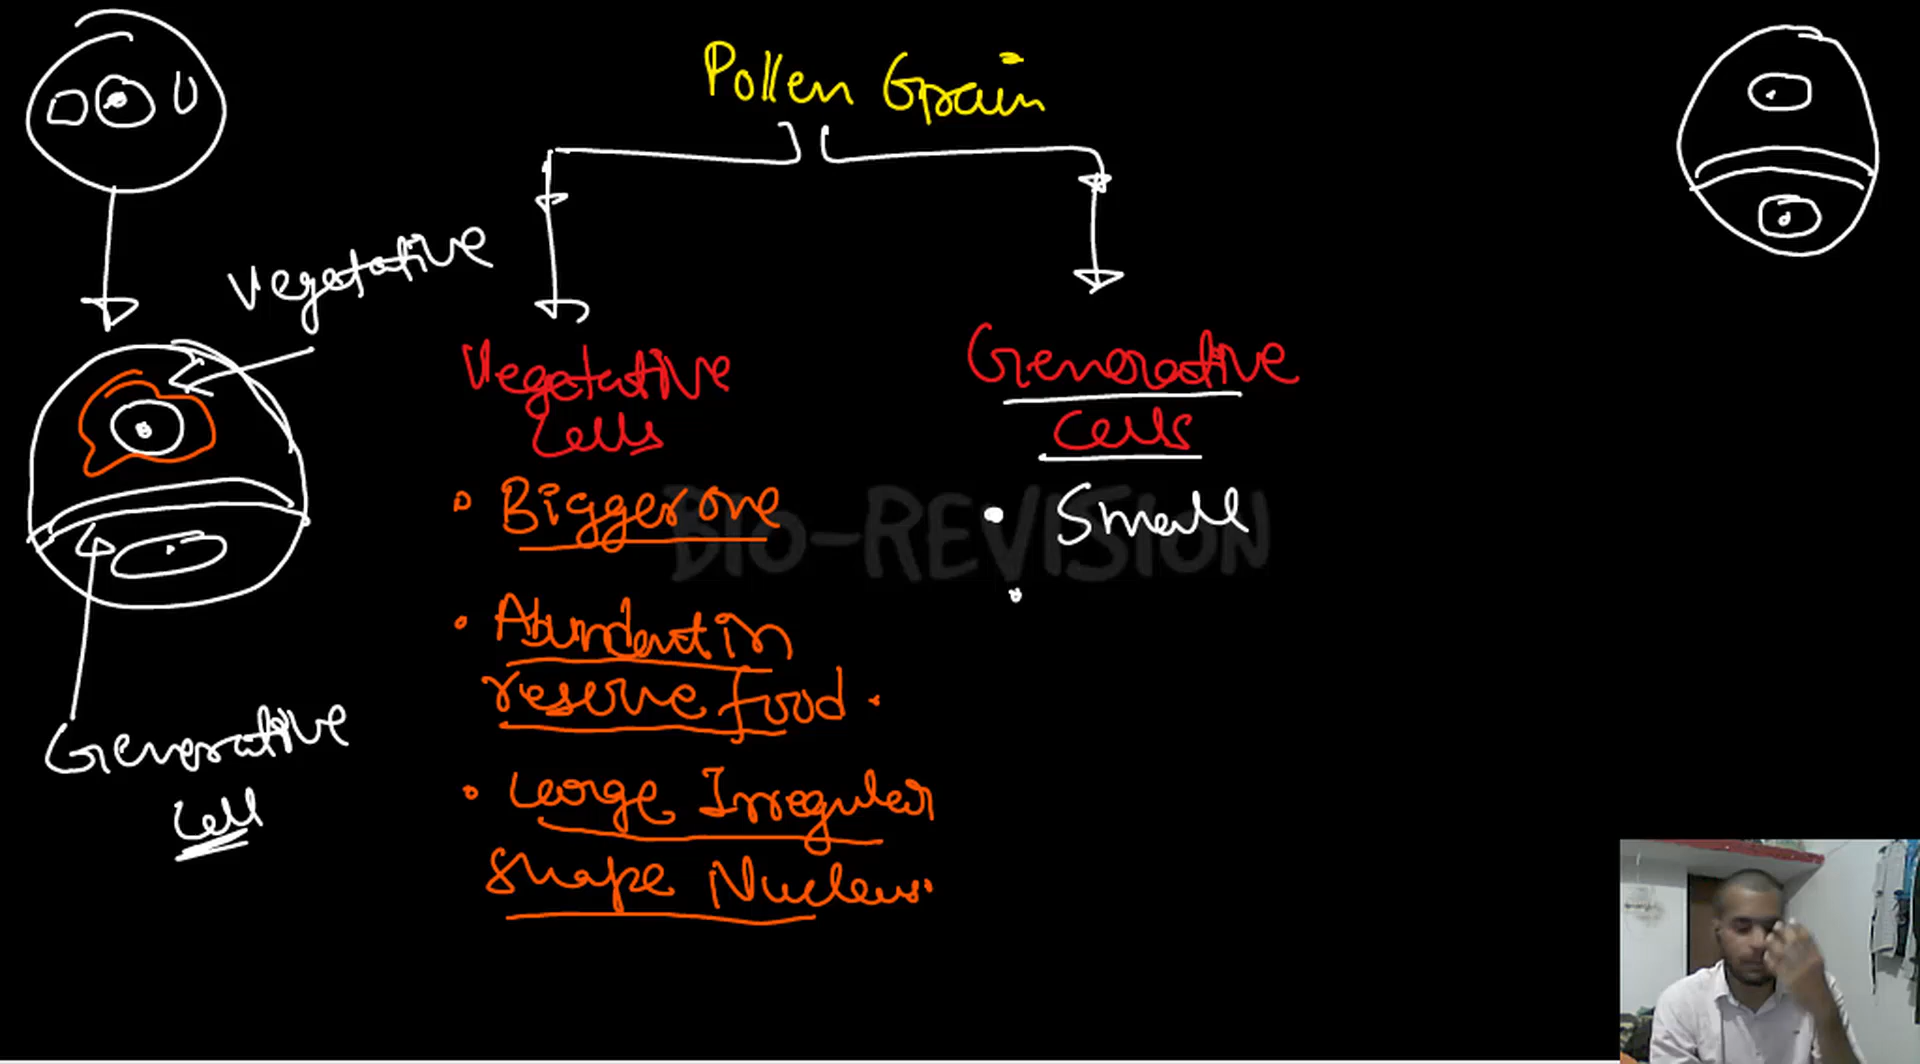 Pollen Grain
Vegetative
Vegetative
Cells
Generative
Cells
• Bigger one
• Small
BIO-REVISION
• Abundant in
reserve food.
• Large Irregular
shape Nucleus.
Generative
Cell